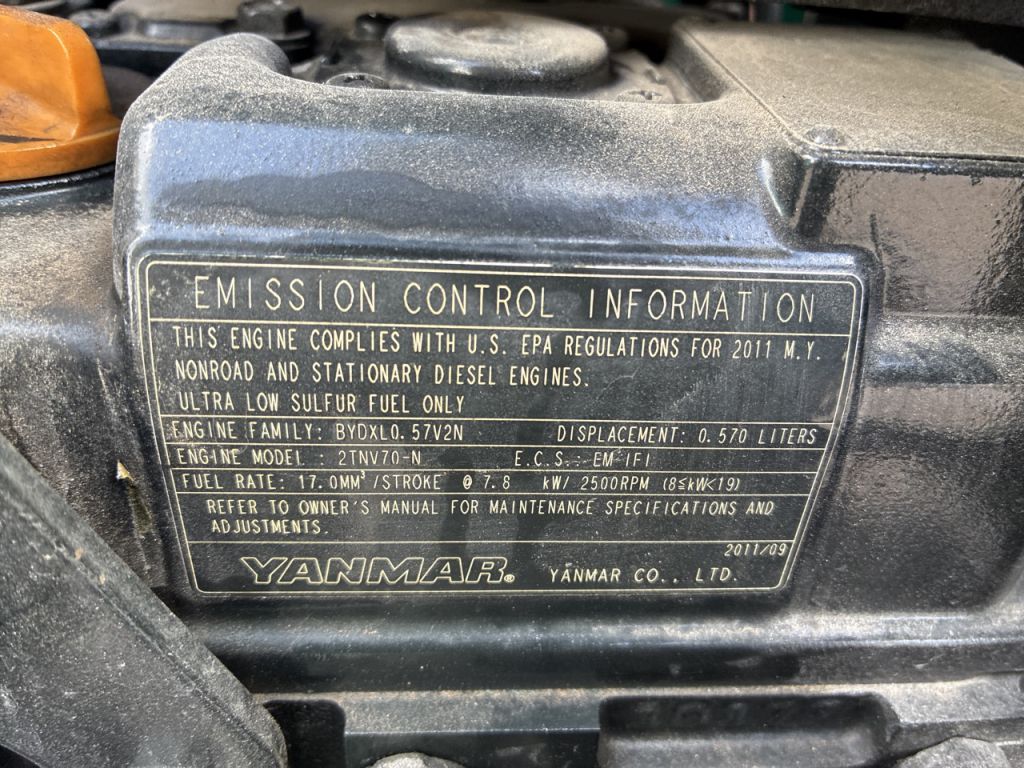 EMISSION CONTROL INFORMATION
THIS ENGINE COMPLIES WITH U.S. EPA REGULATIONS FOR 2011 M.Y.
NONROAD AND STATIONARY DIESEL ENGINES.
ULTRA LOW SULFUR FUEL ONLY
ENGINE FAMILY: BYDXL0.57V2N DISPLACEMENT: 0.570 LITERS
ENGINE MODEL : 2TNV70-N E.C.S.: EM IFI
FUEL RATE: 17.0MM³/STROKE @ 7.8 kW/ 2500RPM (8≤kW<19)
REFER TO OWNER'S MANUAL FOR MAINTENANCE SPECIFICATIONS AND
ADJUSTMENTS.
2011/09
YANMAR® YANMAR CO., LTD.